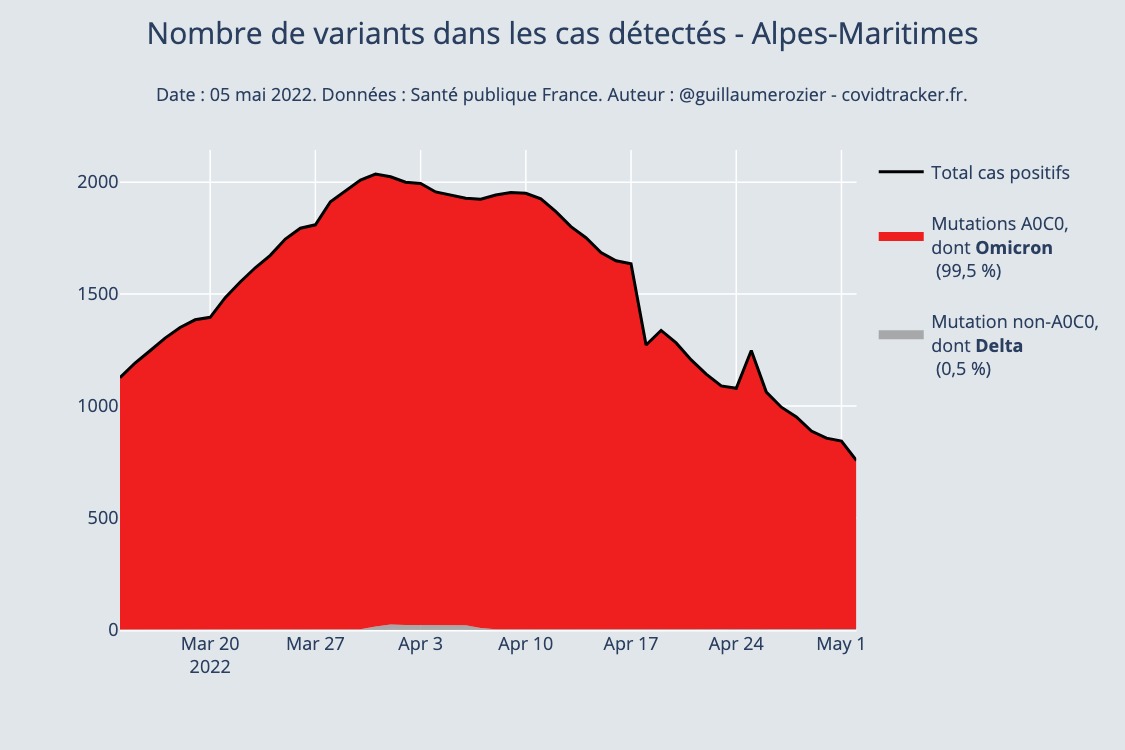 Nombre de variants dans les cas détectés - Alpes-Maritimes
Date : 05 mai 2022. Données : Santé publique France. Auteur : @guillaumerozier - covidtracker.fr.
2000
1500
1000
500
0
Mar 20
2022
Mar 27
Apr 3
Apr 10
Apr 17
Apr 24
May 1
Total cas positifs
Mutations A0C0,
dont Omicron
(99,5 %)
Mutation non-A0C0,
dont Delta
(0,5 %)